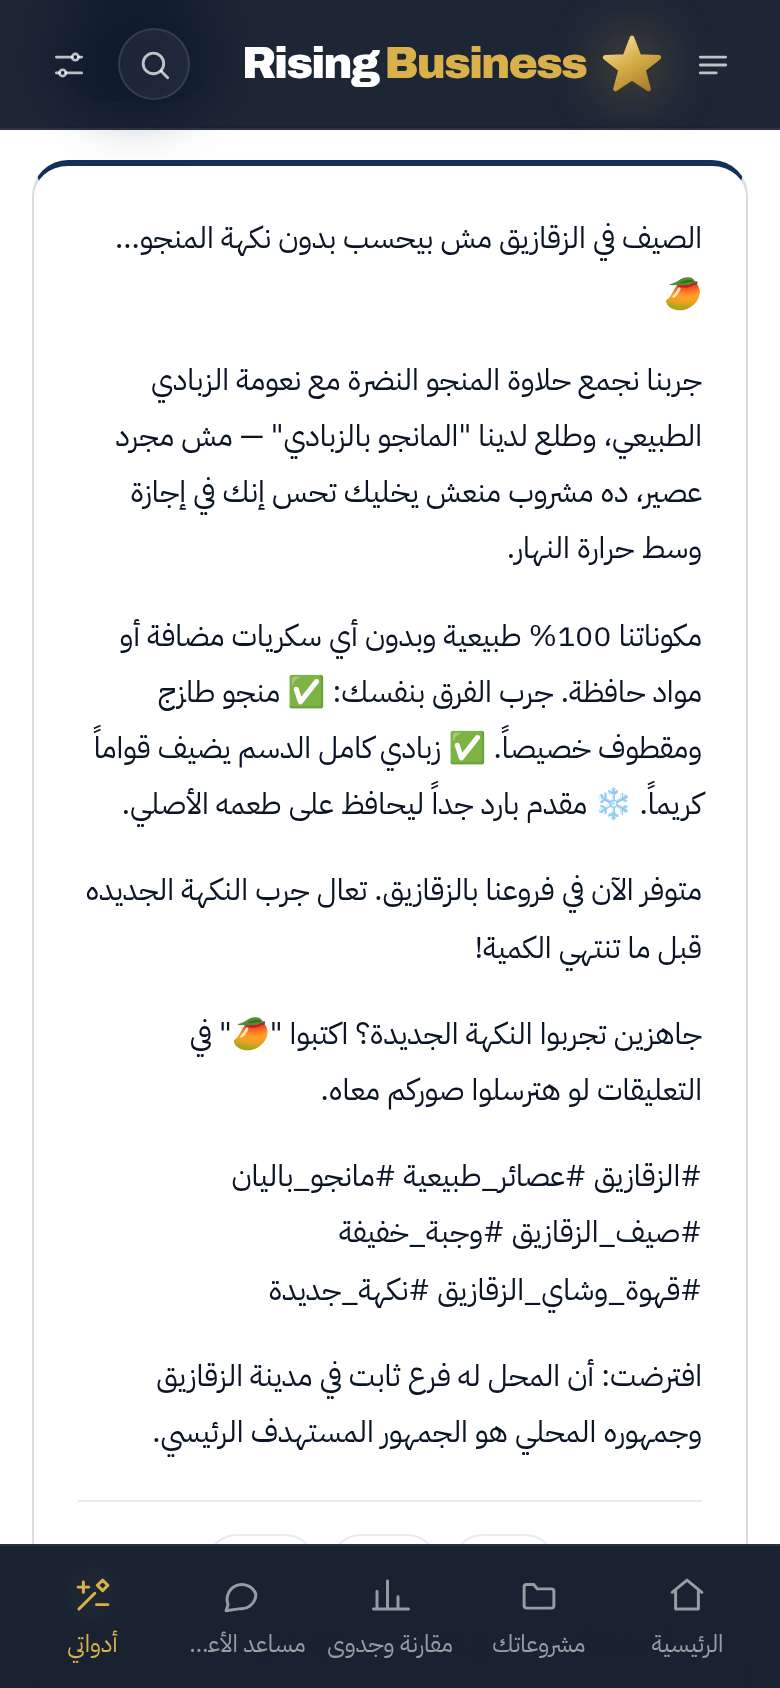 Rising Business
الصيف في الزقازيق مش بيحسب بدون نكهة المنجو...
🥭
جربنا نجمع حلاوة المنجو النضرة مع نعومة الزبادي
الطبيعي، وطلع لدينا "المانجو بالزبادي" — مش مجرد
عصير، ده مشروب منعش يخليك تحس إنك في إجازة
وسط حرارة النهار.
مكوناتنا 100% طبيعية وبدون أي سكريات مضافة أو
مواد حافظة. جرب الفرق بنفسك: ✅ منجو طازج
ومقطوف خصيصاً. ✅ زبادي كامل الدسم يضيف قواماً
كريماً. ❄️ مقدم بارد جداً ليحافظ على طعمه الأصلي.
متوفر الآن في فروعنا بالزقازيق. تعال جرب النكهة الجديده
قبل ما تنتهي الكمية!
جاهزين تجربوا النكهة الجديدة؟ اكتبوا "🥭" في
التعليقات لو هترسلوا صوركم معاه.
#الزقازيق #عصائر_طبيعية #مانجو_باليان
#صيف_الزقازيق #وجبة_خفيفة
#قهوة_وشاي_الزقازيق #نكهة_جديدة
افترضت: أن المحل له فرع ثابت في مدينة الزقازيق
وجمهوره المحلي هو الجمهور المستهدف الرئيسي.
الرئيسية
مشروعاتك
مقارنة وجدوى
مساعد الأعـ...
أدواتي